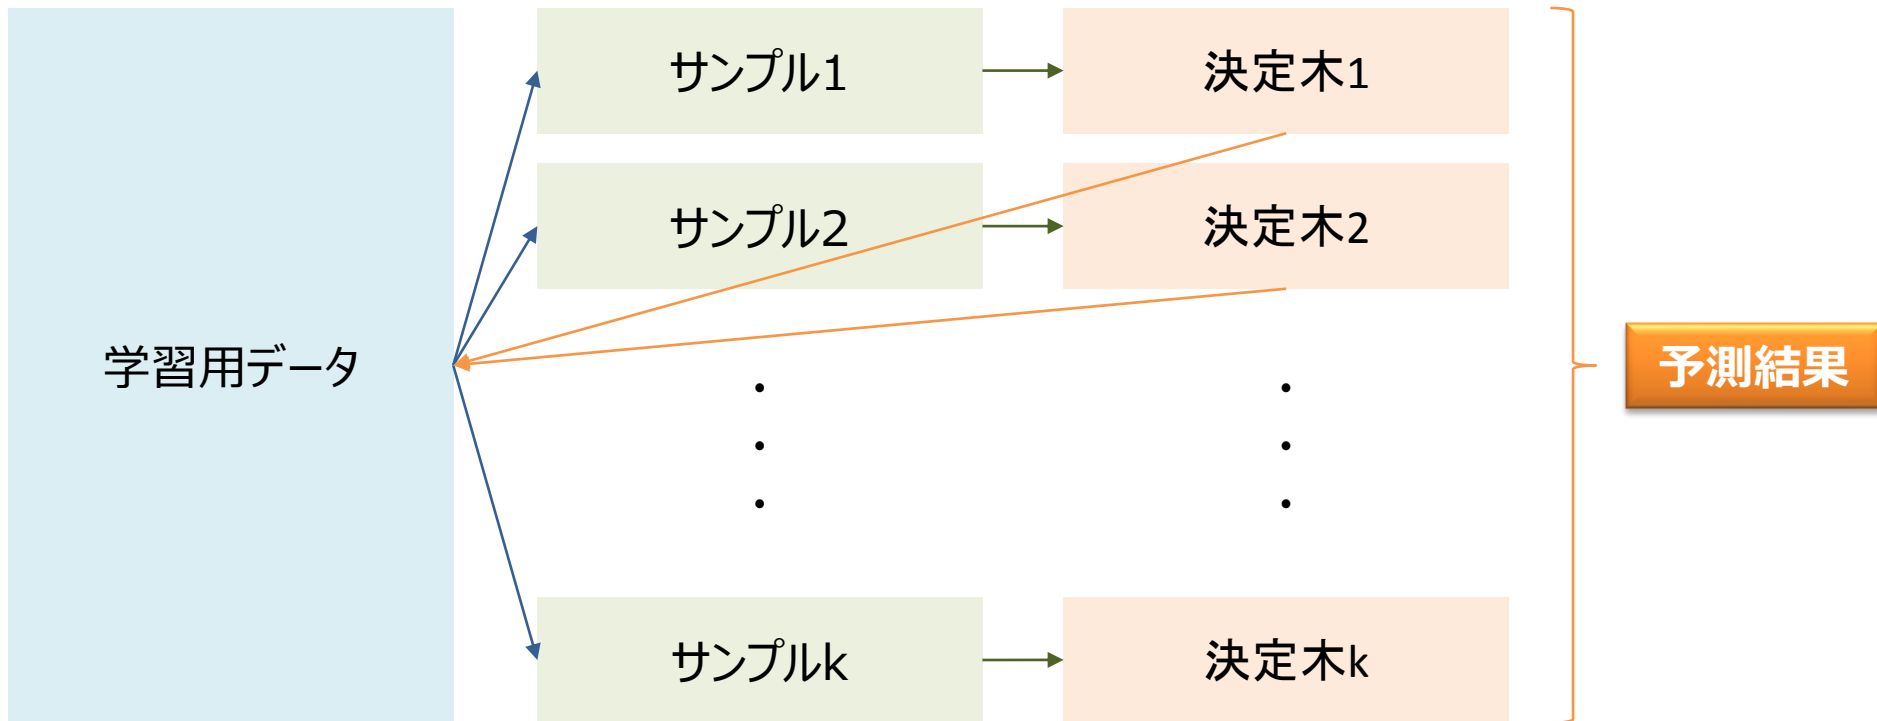 サンプル1
決定木1
サンプル2
決定木2
学習用データ
予測結果
・
・
・
・
・
・
サンプルk
決定木k